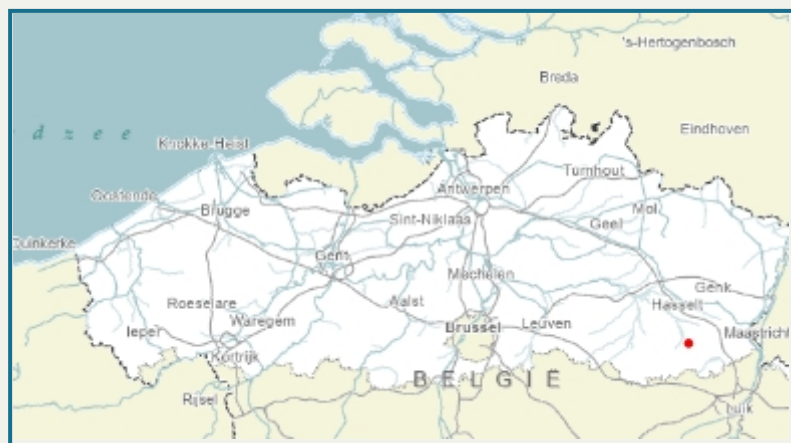 's-Hertogenbosch
Breda
d z e e
Eindhoven
Knokke-Heist
Turnhout
Oostende
Antwerpen
Mol
Brugge
Sint-Niklaas
Geel
Duinkerke
Gent
Mechelen
Genk
Roeselare
Aalst
Hasselt
Ieper
Waregem
Brussel
Leuven
Maastricht
Kortrijk
BELGIË
Rijsel
Luik